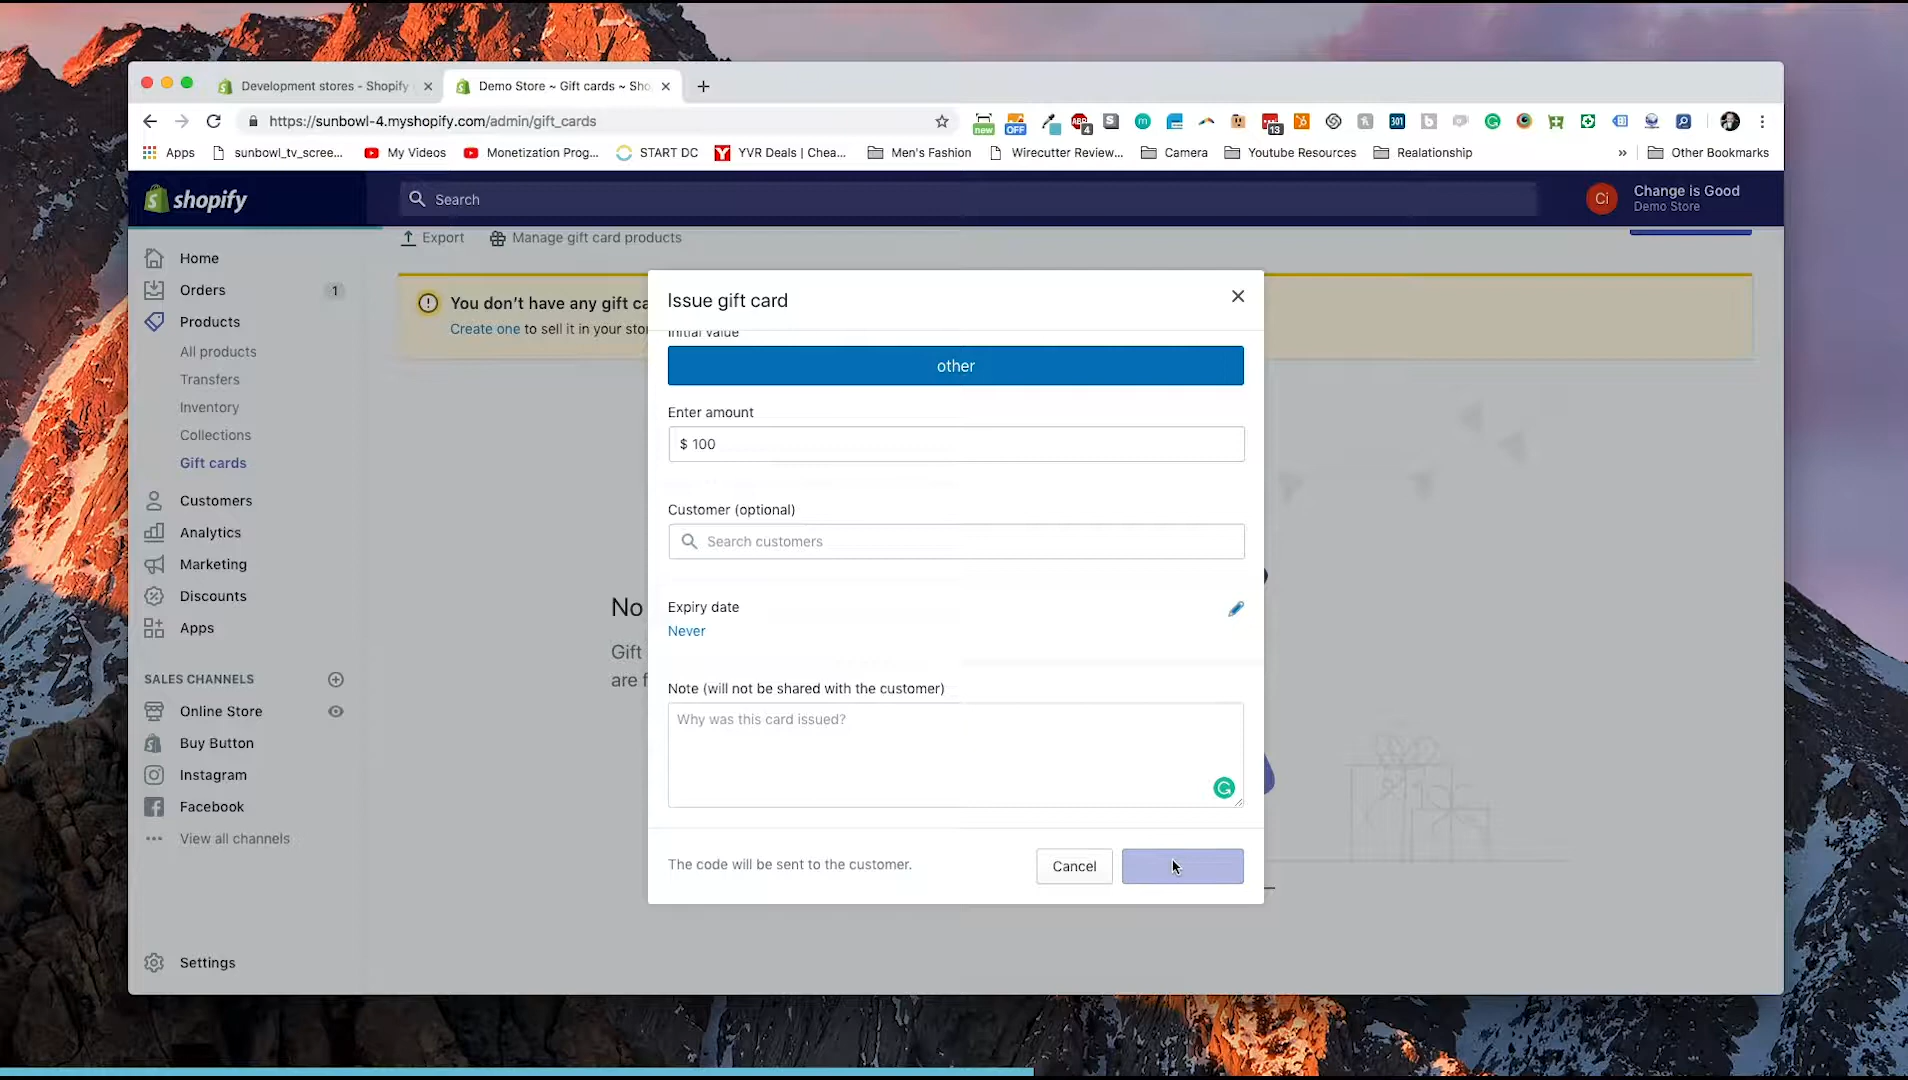 Development stores - Shopify
Demo Store ~ Gift cards ~ Sho
https://sunbowl-4.myshopify.com/admin/gift_cards
new
OFF
4
13
301
Apps
sunbowl_tv_scree...
My Videos
Monetization Prog...
START DC
YVR Deals | Chea...
Men's Fashion
Wirecutter Review...
Camera
Youtube Resources
Realationship
»
Other Bookmarks
shopify
Search
Ci
Change is Good
Demo Store
Export
Manage gift card products
Home
Orders
1
Products
All products
Transfers
Inventory
Collections
Gift cards
Customers
Analytics
Marketing
Discounts
Apps
SALES CHANNELS
Online Store
Buy Button
Instagram
Facebook
View all channels
Settings
You don't have any gift ca
Create one to sell it in your sto
No
Gift
are f
Issue gift card
Initial value
other
Enter amount
$ 100
Customer (optional)
Search customers
Expiry date
Never
Note (will not be shared with the customer)
Why was this card issued?
The code will be sent to the customer.
Cancel